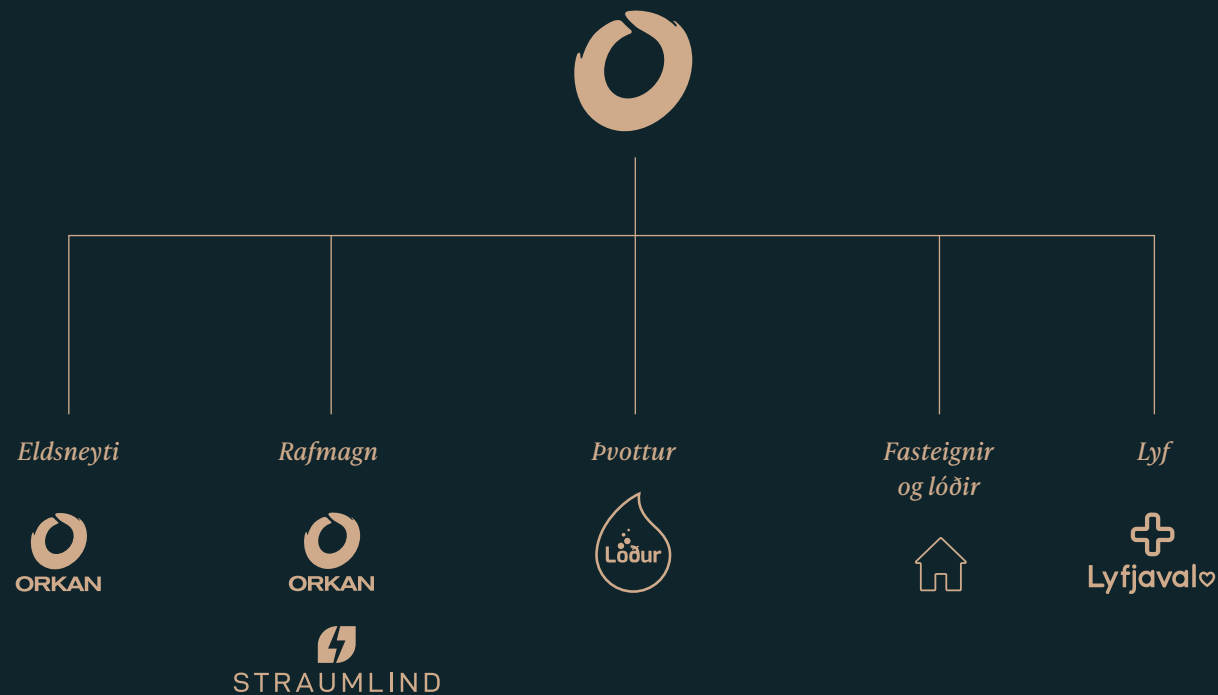 Eldsneyti
Rafmagn
Þvottur
Fasteignir
og lóðir
Lyf
ORKAN
ORKAN
Löður
Lyfjaval
STRAUMLIND